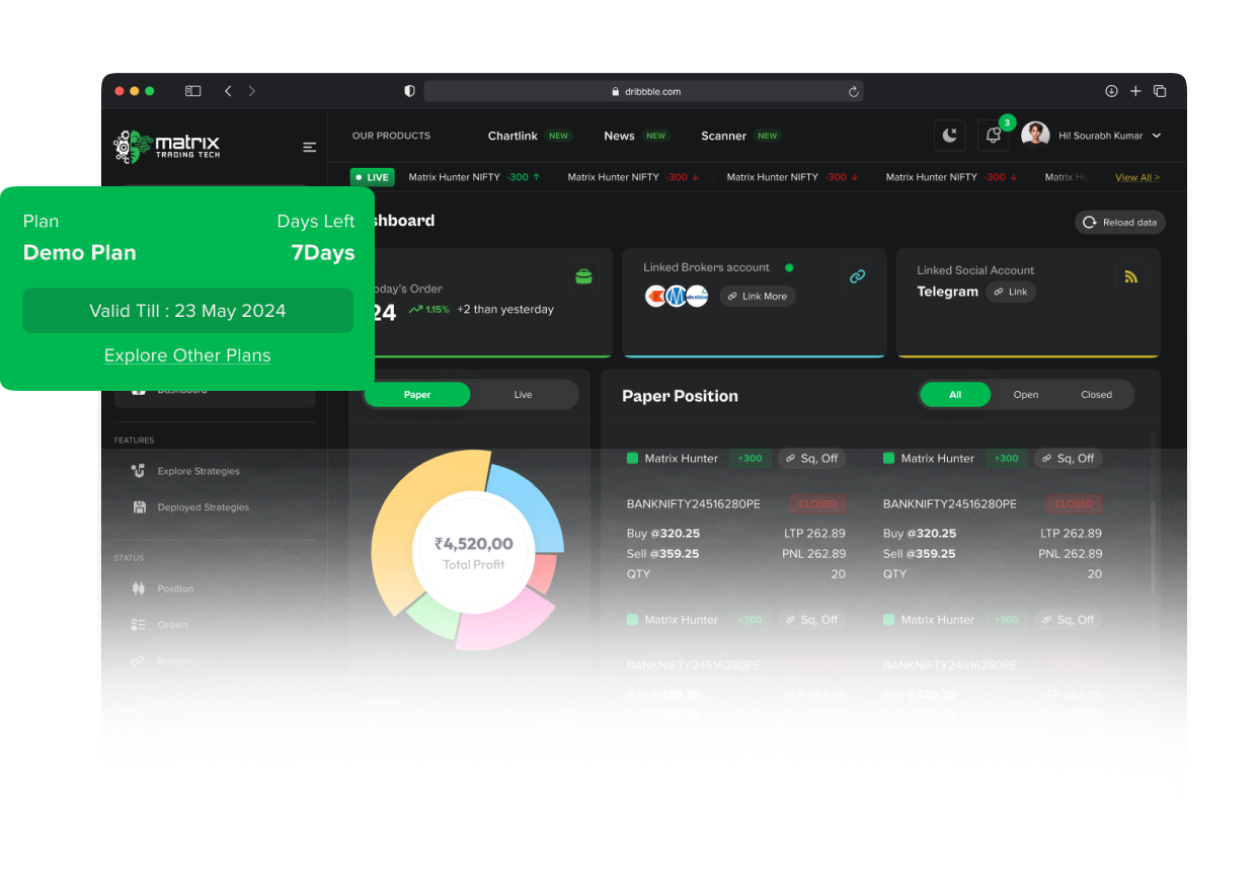 dribbble.com
matrix
TRADING TECH
OUR PRODUCTS
Chartlink NEW
News NEW
Scanner NEW
3
Hi! Sourabh Kumar
LIVE
Matrix Hunter NIFTY -300
Matrix Hunter NIFTY -300
Matrix Hunter NIFTY -300
Matrix Hunter NIFTY -300
Matrix Hu
View All >
Plan
Days Left
Demo Plan
7Days
Valid Till : 23 May 2024
Explore Other Plans
shboard
Reload data
oday's Order
24
1.15%
+2 than yesterday
Linked Brokers account
Link More
Linked Social Account
Telegram
Link
Dashboard
FEATURES
Explore Strategies
Deployed Strategies
STATUS
Position
Orders
Brokers
Paper
Live
₹4,520,00
Total Profit
Paper Position
All
Open
Closed
Matrix Hunter +300 Sq, Off
BANKNIFTY24516280PE CLOSED
Buy @320.25 LTP 262.89
Sell @359.25 PNL 262.89
QTY 20
Matrix Hunter +300 Sq, Off
BANKNIFTY24516280PE CLOSED
Buy @320.25 LTP 262.89
Sell @359.25 PNL 262.89
QTY 20
Matrix Hunter +300 Sq, Off
BANKNIFTY24516280PE
Buy @320.25 LTP 262.89
Matrix Hunter +300 Sq, Off
BANKNIFTY24516280PE
Buy @320.25 LTP 262.89